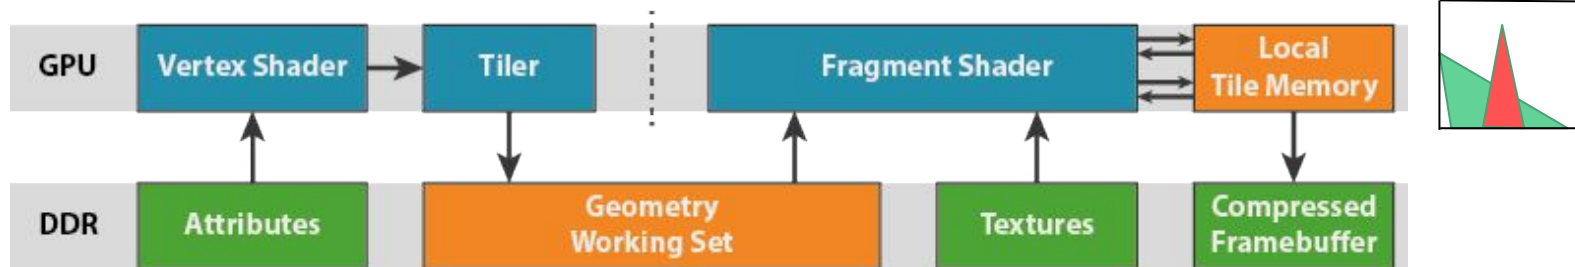 GPU
Vertex Shader
Tiler
Fragment Shader
Local
Tile Memory
DDR
Attributes
Geometry
Working Set
Textures
Compressed
Framebuffer